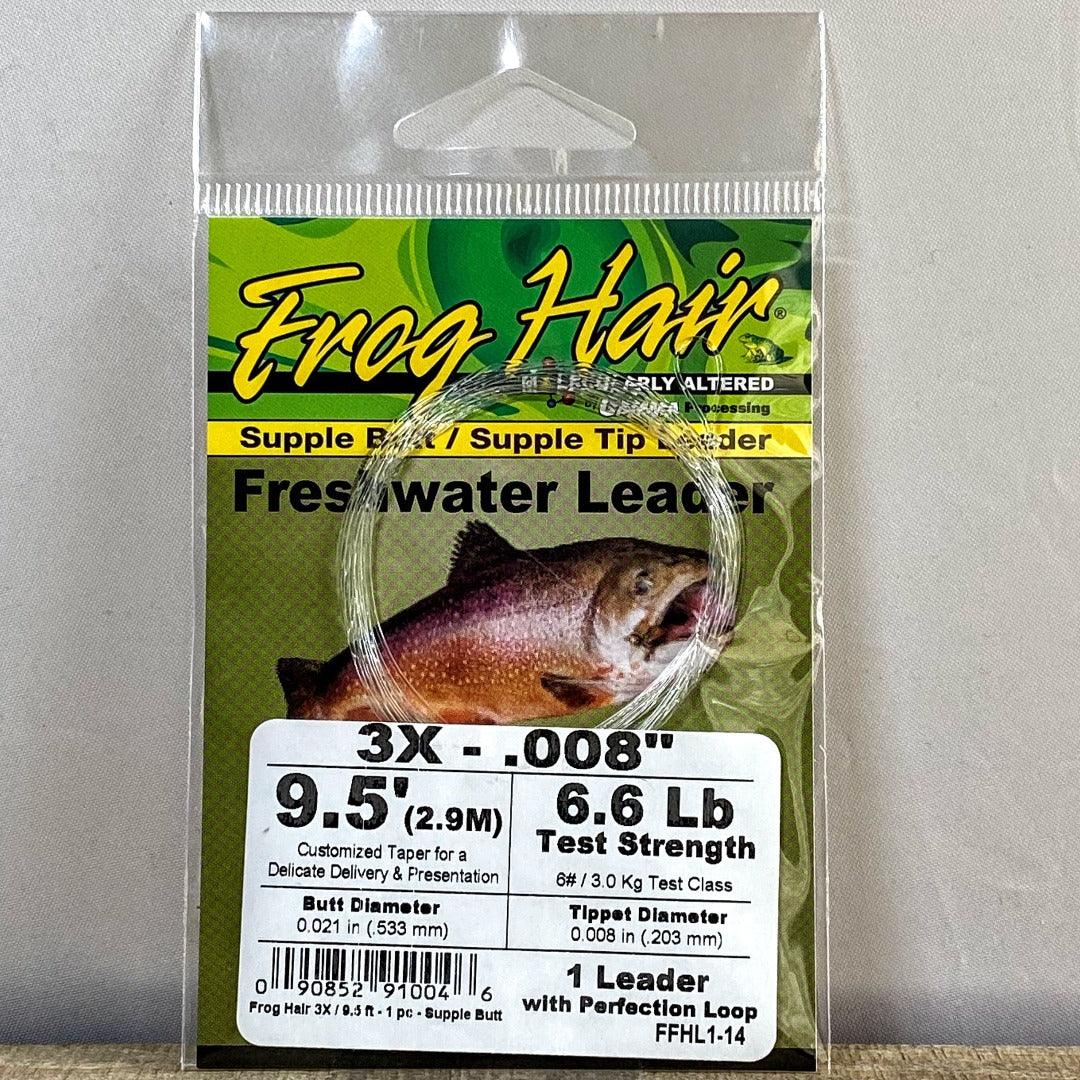 Frog Hair®
ARLY ALTERED
Processing
Supple Butt / Supple Tip Leader
Freshwater Leader
3X - .008"
9.5' (2.9M)
Customized Taper for a
Delicate Delivery & Presentation
6.6 Lb
Test Strength
6# / 3.0 Kg Test Class
Butt Diameter
0.021 in (.533 mm)
Tippet Diameter
0.008 in (.203 mm)
0 90852 91004 6
Frog Hair 3X / 9.5 ft - 1 pc - Supple Butt
1 Leader
with Perfection Loop
FFHL1-14